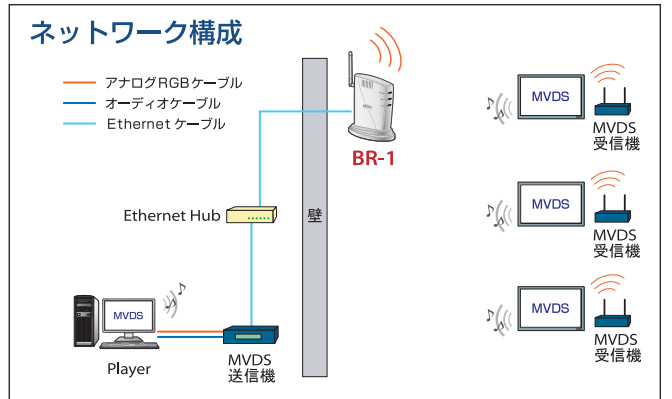 ネットワーク構成
アナログRGBケーブル
オーディオケーブル
Ethernet ケーブル
BR-1
Ethernet Hub
壁
MVDS
Player
MVDS
送信機
MVDS
MVDS
受信機
MVDS
MVDS
受信機
MVDS
MVDS
受信機